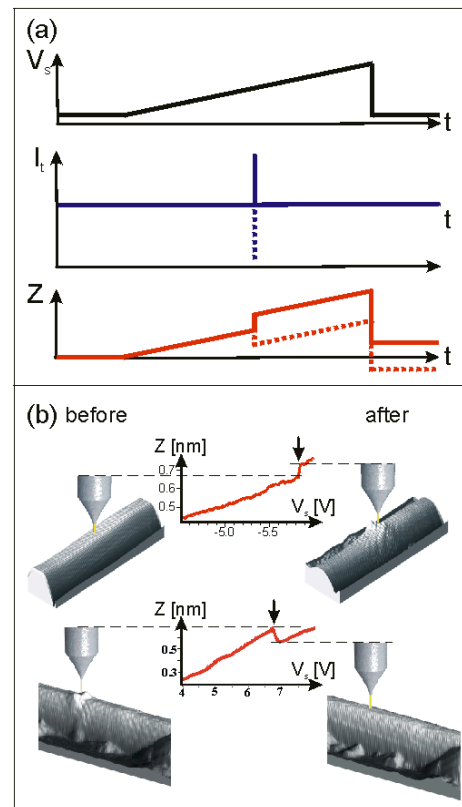 (a)
Vs
t
It
t
Z
t
(b) before after
Z [nm]
0.7
0.6
0.5
-5.0 -5.5
Vs [V]
Z [nm]
0.5
0.3
4 5 6 7
Vs [V]